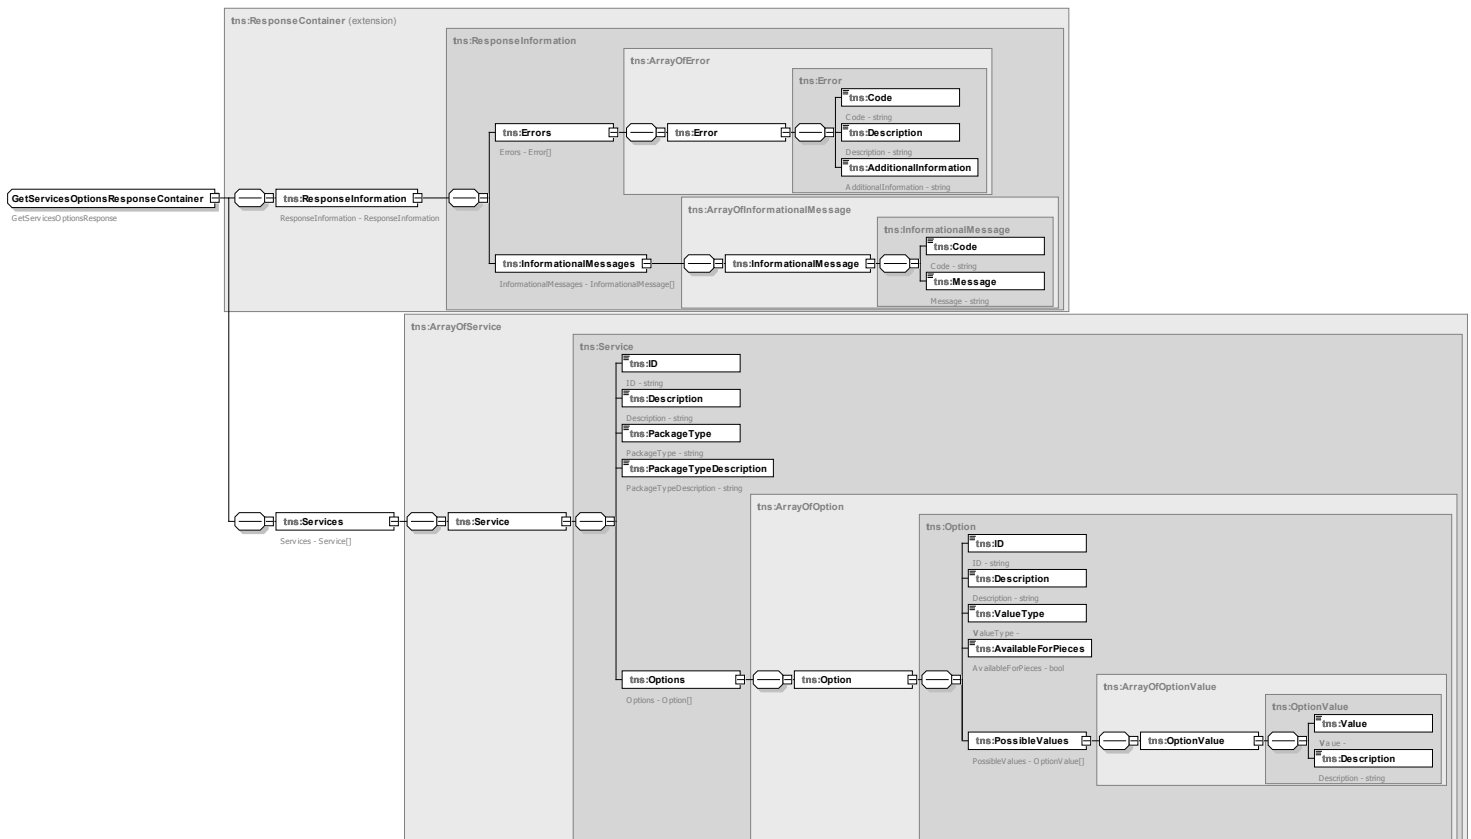 tns:ResponseContainer (extension)
tns:ResponseInformation
tns:ArrayOfError
tns:Error
tns:Code
Code - string
tns:Errors
tns:Error
tns:Description
Errors - Error[]
Description - string
tns:AdditionalInformation
AdditionalInformation - string
GetServicesOptionsResponseContainer
tns:ResponseInformation
GetServicesOptionsResponse
ResponseInformation - ResponseInformation
tns:ArrayOfInformationalMessage
tns:InformationalMessage
tns:Code
Code - string
tns:InformationalMessages
tns:InformationalMessage
tns:Message
InformationalMessages - InformationalMessage[]
Message - string
tns:ArrayOfService
tns:Service
tns:ID
ID - string
tns:Description
Description - string
tns:PackageType
PackageType - string
tns:PackageTypeDescription
PackageTypeDescription - string
tns:Services
tns:Service
Services - Service[]
tns:ArrayOfOption
tns:Option
tns:ID
ID - string
tns:Description
Description - string
tns:ValueType
ValueType -
tns:AvailableForPieces
AvailableForPieces - bool
tns:Options
tns:Option
Options - Option[]
tns:ArrayOfOptionValue
tns:OptionValue
tns:Value
Value -
tns:PossibleValues
tns:OptionValue
PossibleValues - OptionValue[]
tns:Description
Description - string